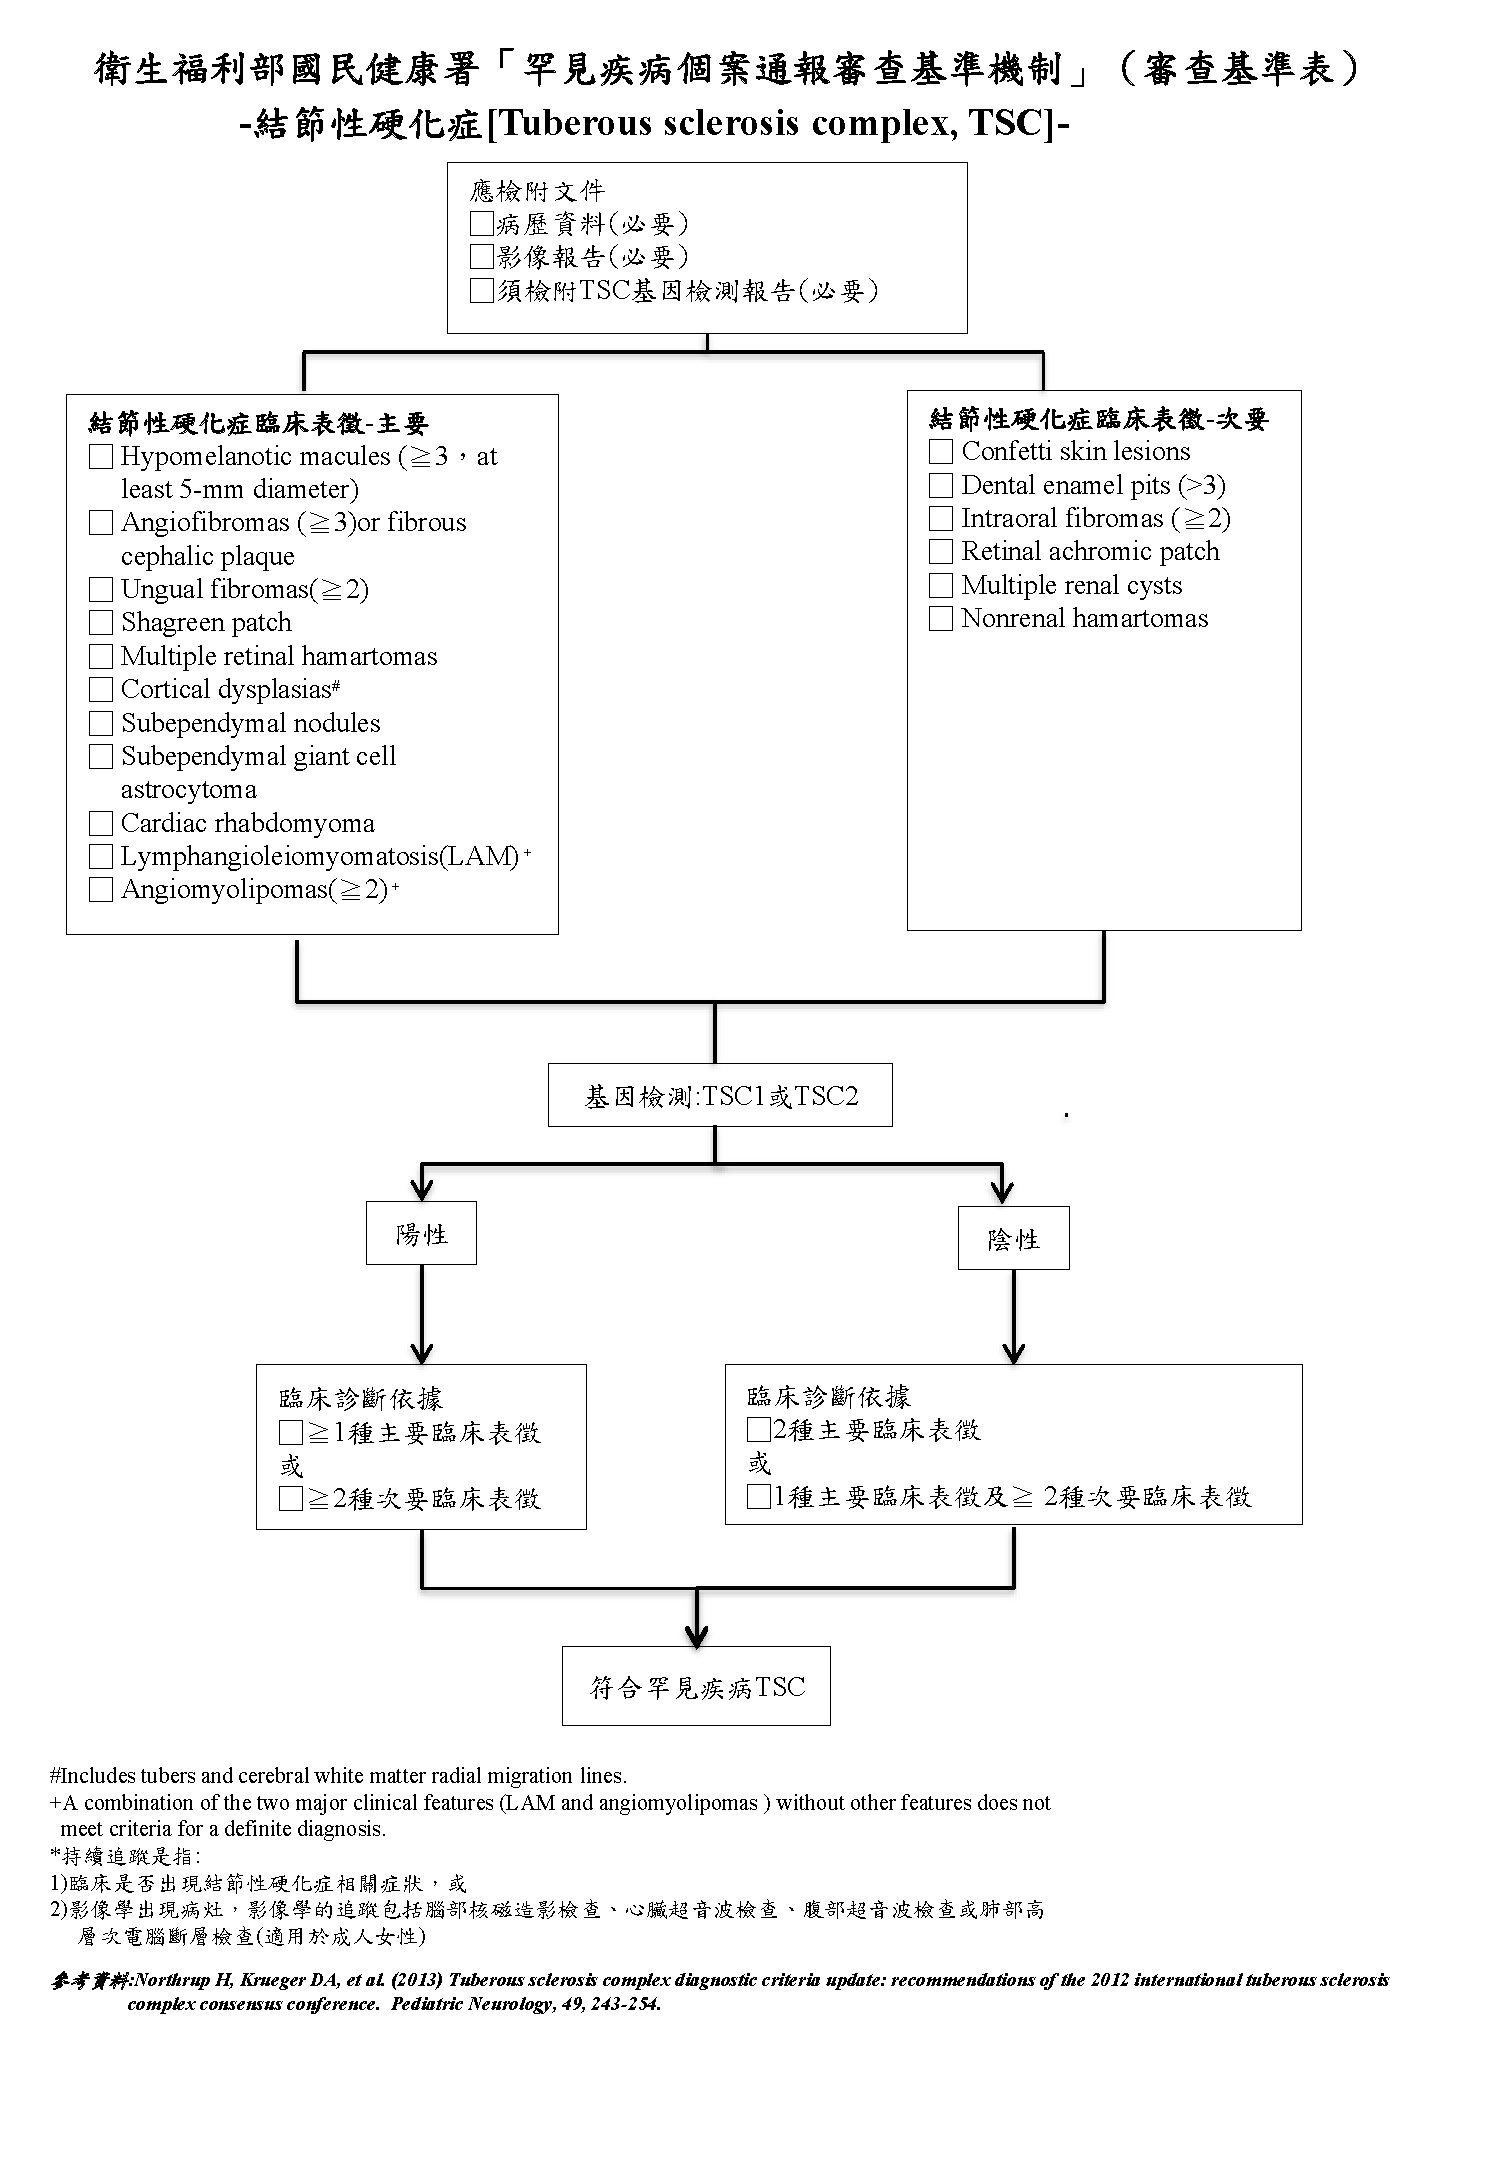 衛生福利部國民健康署「罕見疾病個案通報審查基準機制」（審查基準表）
-結節性硬化症[Tuberous sclerosis complex, TSC]-
應檢附文件
□病歷資料(必要)
□影像報告(必要)
□須檢附TSC基因檢測報告(必要)
結節性硬化症臨床表徵-主要
□ Hypomelanotic macules (≧3，at
least 5-mm diameter)
□ Angiofibromas (≧3)or fibrous
cephalic plaque
□ Ungual fibromas(≧2)
□ Shagreen patch
□ Multiple retinal hamartomas
□ Cortical dysplasias#
□ Subependymal nodules
□ Subependymal giant cell
astrocytoma
□ Cardiac rhabdomyoma
□ Lymphangioleiomyomatosis(LAM)+
□ Angiomyolipomas(≧2)+
結節性硬化症臨床表徵-次要
□ Confetti skin lesions
□ Dental enamel pits (>3)
□ Intraoral fibromas (≧2)
□ Retinal achromic patch
□ Multiple renal cysts
□ Nonrenal hamartomas
基因檢測:TSC1或TSC2
陽性
陰性
臨床診斷依據
□≧1種主要臨床表徵
或
□≧2種次要臨床表徵
臨床診斷依據
□2種主要臨床表徵
或
□1種主要臨床表徵及≧ 2種次要臨床表徵
符合罕見疾病TSC
#Includes tubers and cerebral white matter radial migration lines.
+A combination of the two major clinical features (LAM and angiomyolipomas ) without other features does not
meet criteria for a definite diagnosis.
*持續追蹤是指:
1)臨床是否出現結節性硬化症相關症狀，或
2)影像學出現病灶，影像學的追蹤包括腦部核磁造影檢查、心臟超音波檢查、腹部超音波檢查或肺部高
層次電腦斷層檢查(適用於成人女性)
參考資料:Northrup H, Krueger DA, et al. (2013) Tuberous sclerosis complex diagnostic criteria update: recommendations of the 2012 international tuberous sclerosis
complex consensus conference. Pediatric Neurology, 49, 243-254.